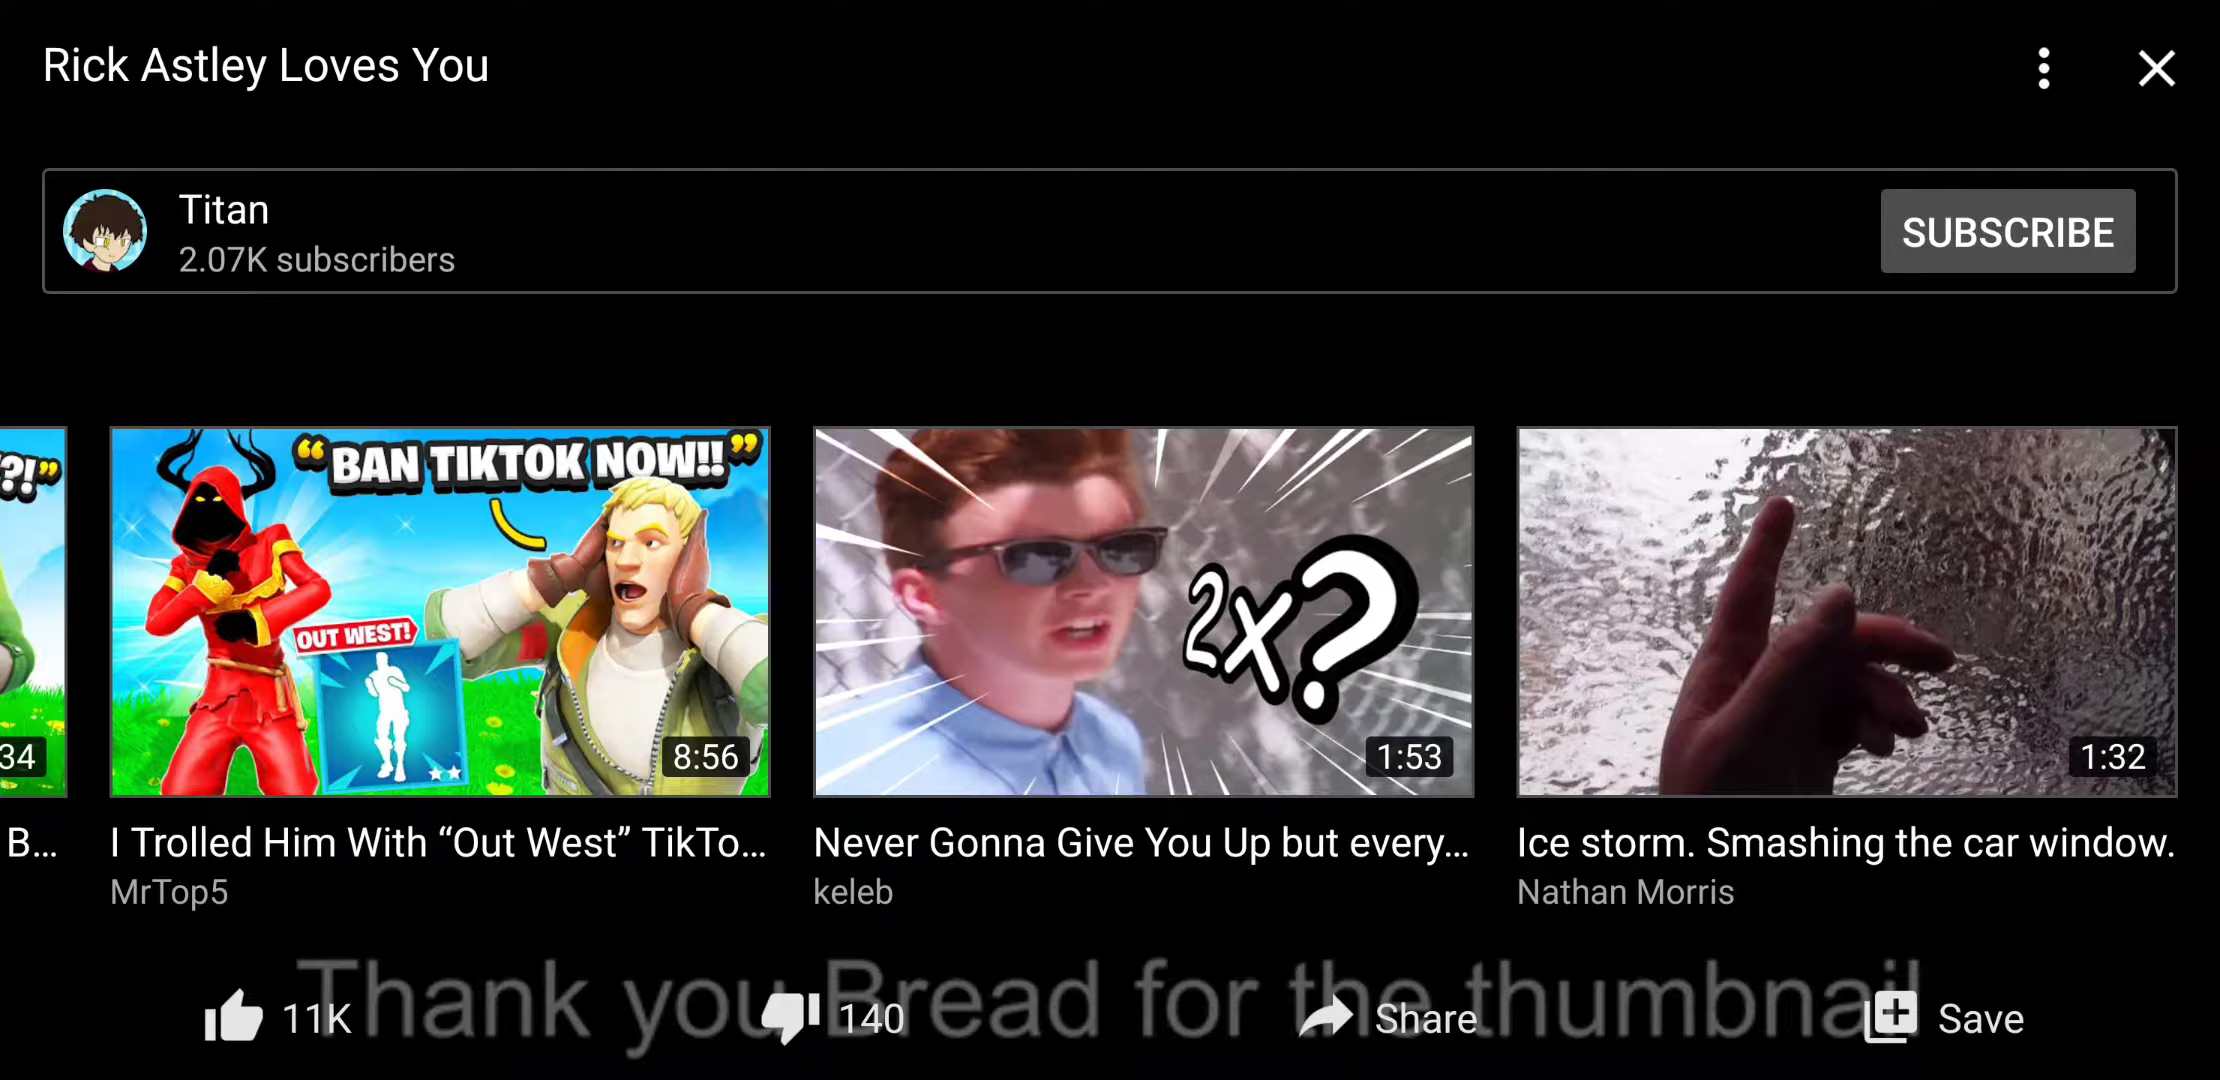 Rick Astley Loves You
Titan
2.07K subscribers
SUBSCRIBE
?!”
“BAN TIKTOK NOW!!”
OUT WEST!
2x?
34
8:56
1:53
1:32
B...
I Trolled Him With “Out West” TikTo...
Never Gonna Give You Up but every...
Ice storm. Smashing the car window.
MrTop5
keleb
Nathan Morris
Thank you Bread for the thumbnail
11K
140
Share
Save